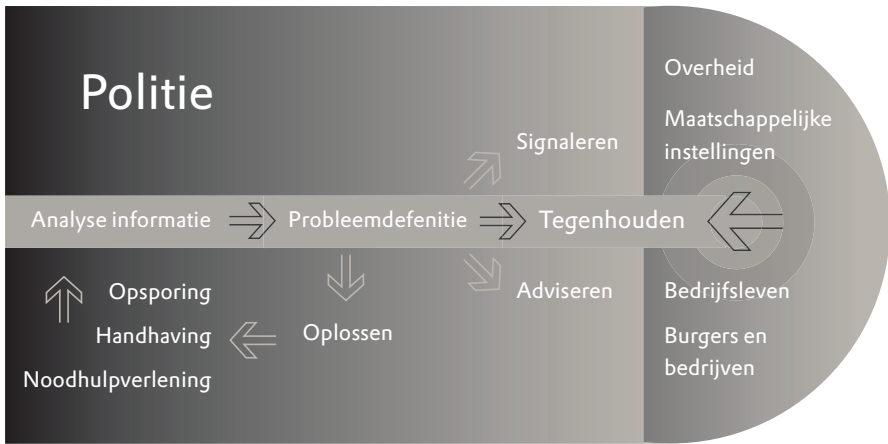 Politie
Overheid
Maatschappelijke
instellingen
Signaleren
Analyse informatie
Probleemdefenitie
Tegenhouden
Opsporing
Handhaving
Noodhulpverlening
Oplossen
Adviseren
Bedrijfsleven
Burgers en
bedrijven